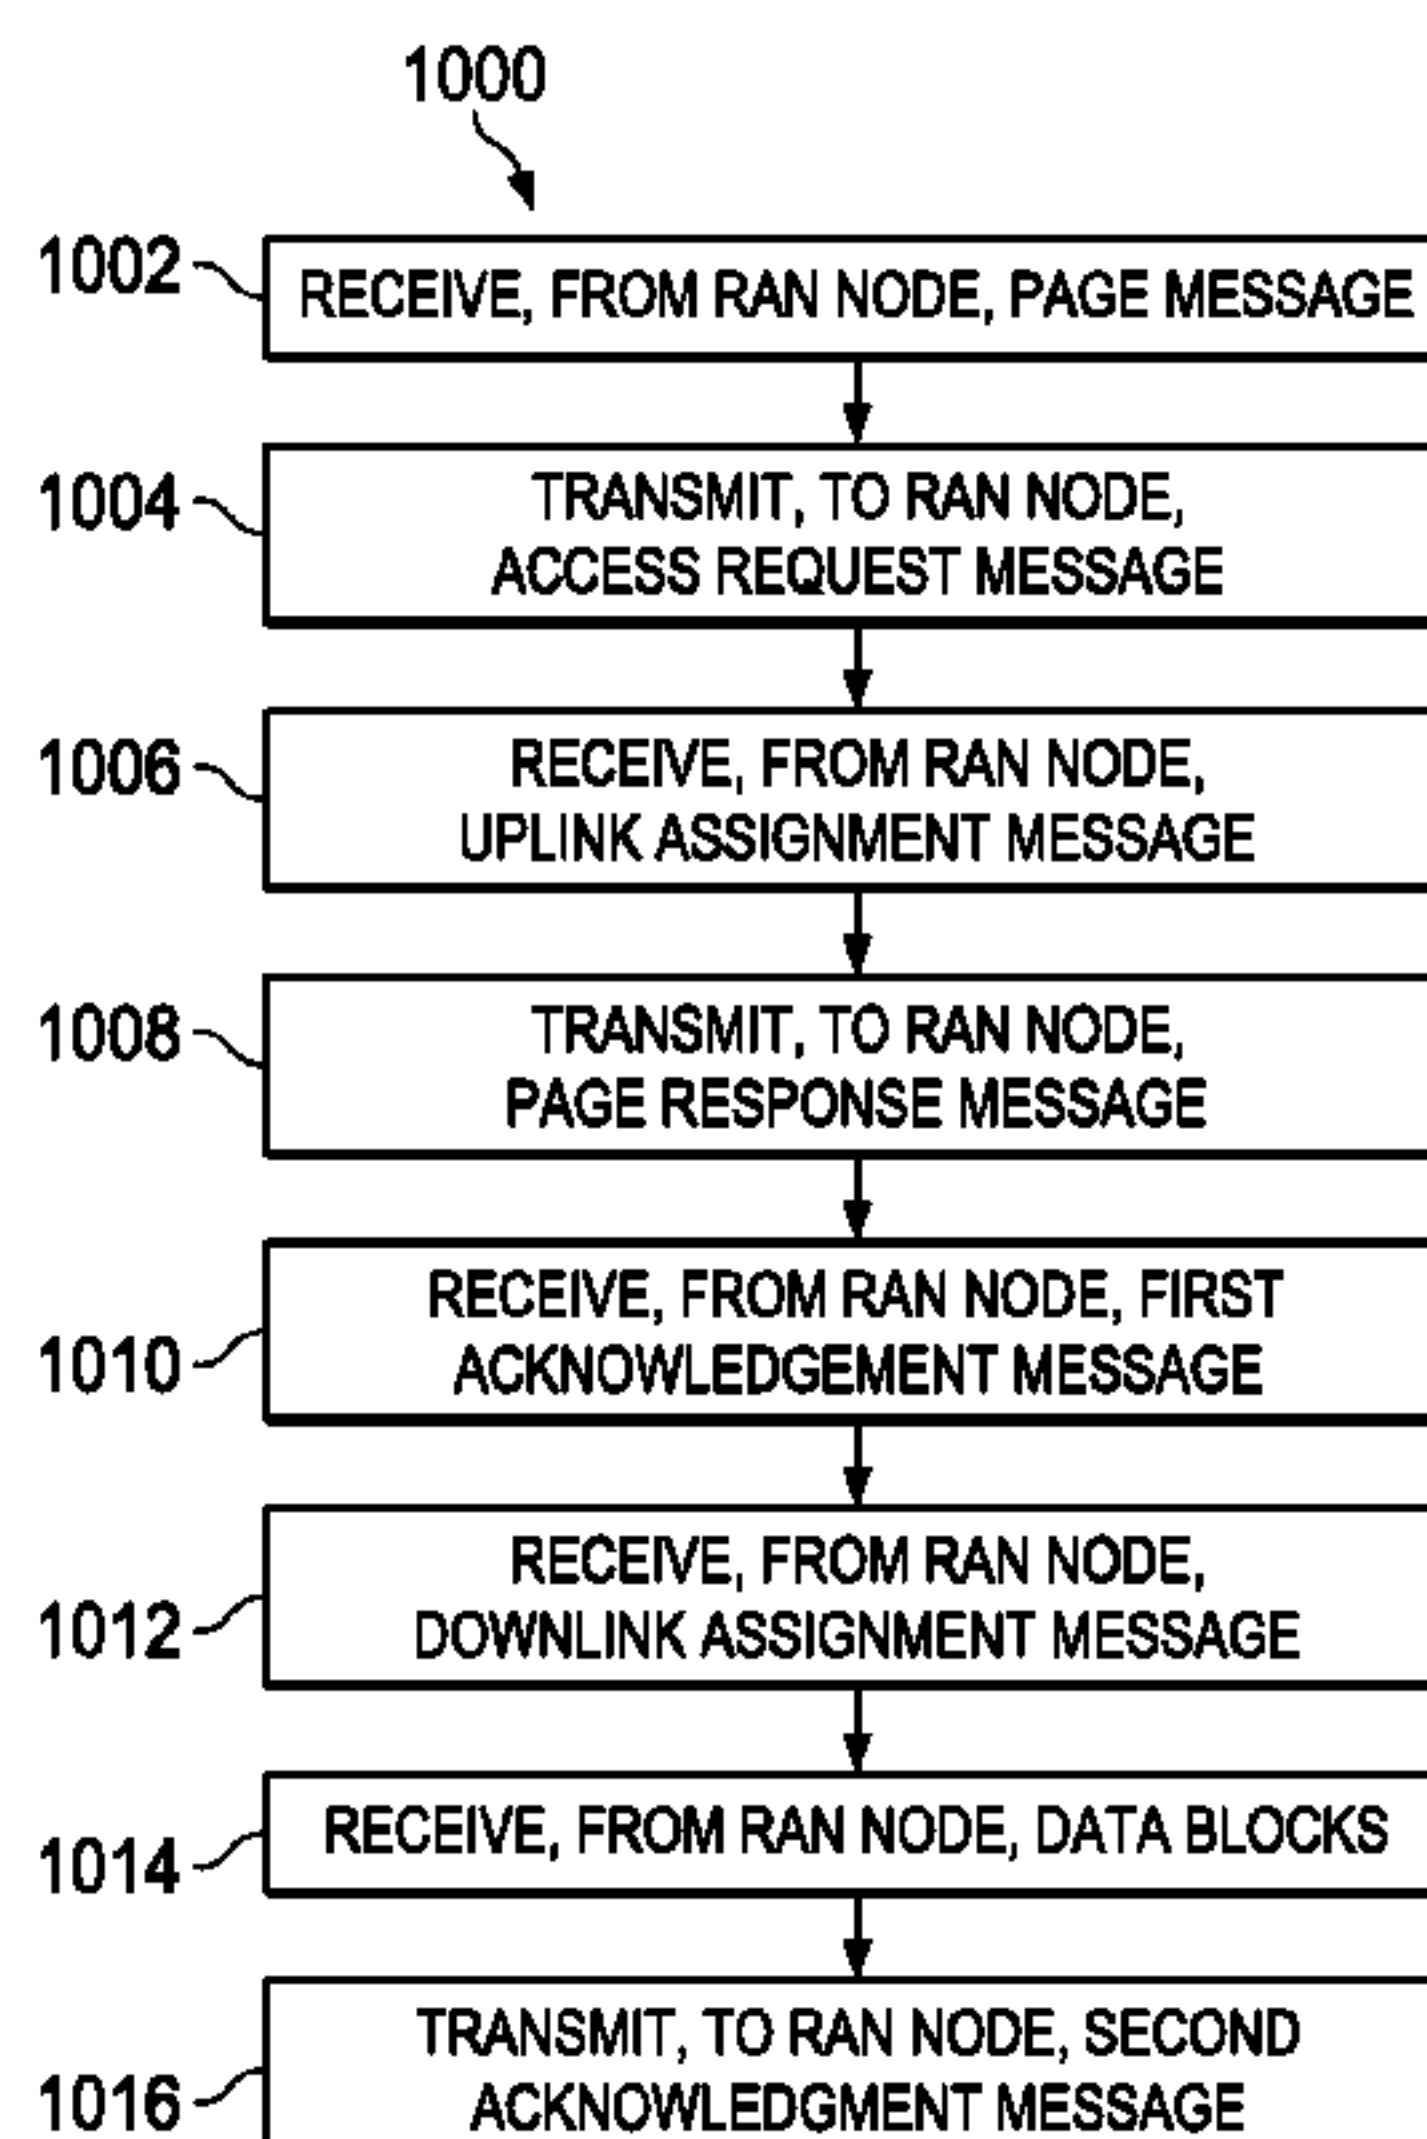 1000
1002
RECEIVE, FROM RAN NODE, PAGE MESSAGE
1004
TRANSMIT, TO RAN NODE,
ACCESS REQUEST MESSAGE
1006
RECEIVE, FROM RAN NODE,
UPLINK ASSIGNMENT MESSAGE
1008
TRANSMIT, TO RAN NODE,
PAGE RESPONSE MESSAGE
1010
RECEIVE, FROM RAN NODE, FIRST
ACKNOWLEDGEMENT MESSAGE
1012
RECEIVE, FROM RAN NODE,
DOWNLINK ASSIGNMENT MESSAGE
1014
RECEIVE, FROM RAN NODE, DATA BLOCKS
1016
TRANSMIT, TO RAN NODE, SECOND
ACKNOWLEDGMENT MESSAGE